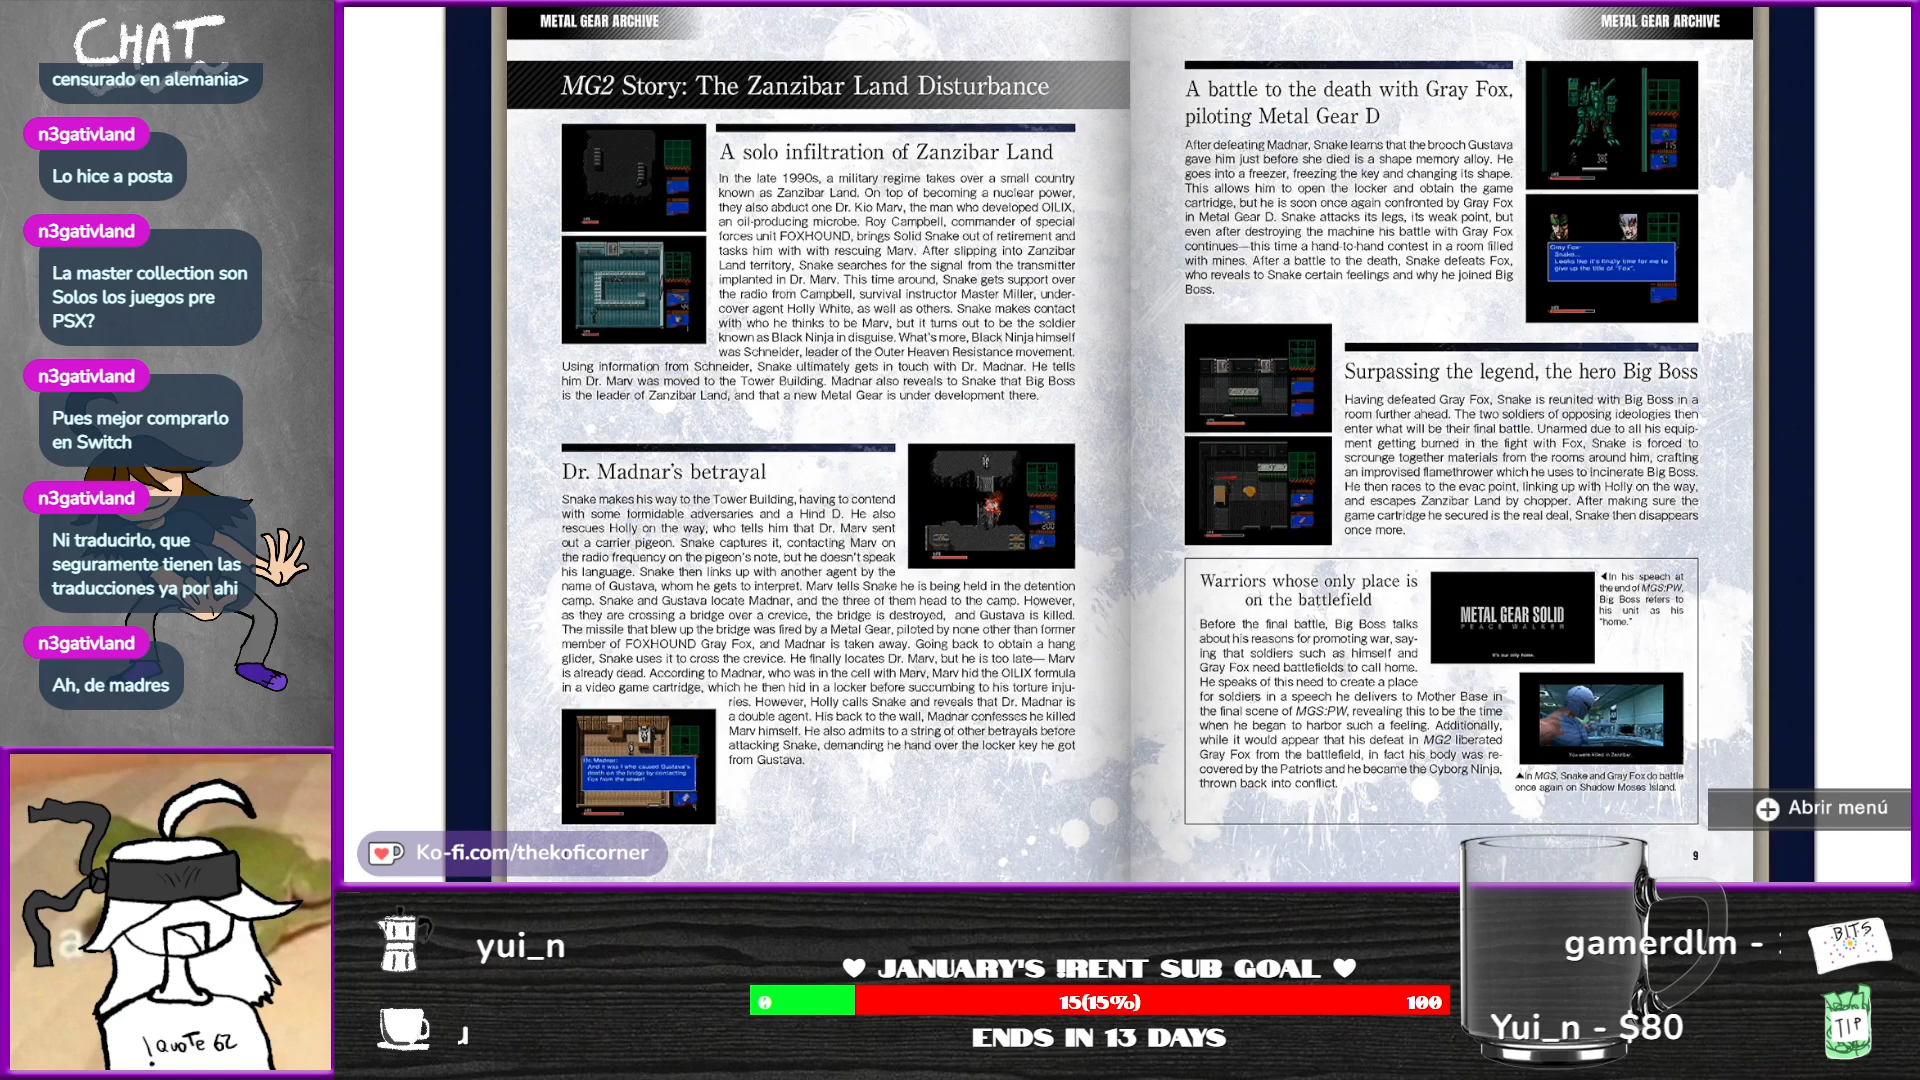 CHAT
censurado en alemania>
n3gativland
Lo hice a posta
n3gativland
La master collection son
Solos los juegos pre
PSX?
n3gativland
Pues mejor comprarlo
en Switch
n3gativland
Ni traducirlo, que
seguramente tienen las
traducciones ya por ahi
n3gativland
Ah, de madres
METAL GEAR ARCHIVE
MG2 Story: The Zanzibar Land Disturbance
A solo infiltration of Zanzibar Land
In the late 1990s, a military regime takes over a small country
known as Zanzibar Land. On top of becoming a nuclear power,
they also abduct one Dr. Kio Marv, the man who developed OILIX,
an oil-producing microbe. Roy Campbell, commander of special
forces unit FOXHOUND, brings Solid Snake out of retirement and
tasks him with with rescuing Marv. After slipping into Zanzibar
Land territory, Snake searches for the signal from the transmitter
implanted in Dr. Marv. This time around, Snake gets support over
the radio from Campbell, survival instructor Master Miller, under-
cover agent Holly White, as well as others. Snake makes contact
with who he thinks to be Marv, but it turns out to be the soldier
known as Black Ninja in disguise. What's more, Black Ninja himself
was Schneider, leader of the Outer Heaven Resistance movement.
Using information from Schneider, Snake ultimately gets in touch with Dr. Madnar. He tells
him Dr. Marv was moved to the Tower Building. Madnar also reveals to Snake that Big Boss
is the leader of Zanzibar Land, and that a new Metal Gear is under development there.
Dr. Madnar's betrayal
Snake makes his way to the Tower Building, having to contend
with some formidable adversaries and a Hind D. He also
rescues Holly on the way, who tells him that Dr. Marv sent
out a carrier pigeon. Snake captures it, contacting Marv on
the radio frequency on the pigeon's note, but he doesn't speak
his language. Snake then links up with another agent by the
name of Gustava, whom he gets to interpret. Marv tells Snake he is being held in the detention
camp. Snake and Gustava locate Madnar, and the three of them head to the camp. However,
as they are crossing a bridge over a crevice, the bridge is destroyed, and Gustava is killed.
The missile that blew up the bridge was fired by a Metal Gear, piloted by none other than former
member of FOXHOUND Gray Fox, and Madnar is taken away. Going back to obtain a hang
glider, Snake uses it to cross the crevice. He finally locates Dr. Marv, but he is too late— Marv
is already dead. According to Madnar, who was in the cell with Marv, Marv hid the OILIX formula
in a video game cartridge, which he then hid in a locker before succumbing to his torture inju-
ries. However, Holly calls Snake and reveals that Dr. Madnar is
a double agent. His back to the wall, Madnar confesses he killed
Marv himself. He also admits to a string of other betrayals before
attacking Snake, demanding he hand over the locker key he got
from Gustava.
Dr. Madnar:
And it was I who caused Gustava's
death on the bridge by contacting
Fox from the sewer!
METAL GEAR ARCHIVE
A battle to the death with Gray Fox,
piloting Metal Gear D
After defeating Madnar, Snake learns that the brooch Gustava
gave him just before she died is a shape memory alloy. He
goes into a freezer, freezing the key and changing its shape.
This allows him to open the locker and obtain the game
cartridge, but he is soon once again confronted by Gray Fox
in Metal Gear D. Snake attacks its legs, its weak point, but
even after destroying the machine his battle with Gray Fox
continues—this time a hand-to-hand contest in a room filled
with mines. After a battle to the death, Snake defeats Fox,
who reveals to Snake certain feelings and why he joined Big
Boss.
Gray Fox:
Snake...
Looks like it's finally time for me to
give up the title of "Fox".
Surpassing the legend, the hero Big Boss
Having defeated Gray Fox, Snake is reunited with Big Boss in a
room further ahead. The two soldiers of opposing ideologies then
enter what will be their final battle. Unarmed due to all his equip-
ment getting burned in the fight with Fox, Snake is forced to
scrounge together materials from the rooms around him, crafting
an improvised flamethrower which he uses to incinerate Big Boss.
He then races to the evac point, linking up with Holly on the way,
and escapes Zanzibar Land by chopper. After making sure the
game cartridge he secured is the real deal, Snake then disappears
once more.
Warriors whose only place is
on the battlefield
Before the final battle, Big Boss talks
about his reasons for promoting war, say-
ing that soldiers such as himself and
Gray Fox need battlefields to call home.
He speaks of this need to create a place
for soldiers in a speech he delivers to Mother Base in
the final scene of MGS:PW, revealing this to be the time
when he began to harbor such a feeling. Additionally,
while it would appear that his defeat in MG2 liberated
Gray Fox from the battlefield, in fact his body was re-
covered by the Patriots and he became the Cyborg Ninja,
thrown back into conflict.
METAL GEAR SOLID
PEACE WALKER
It's our only home.
◀In his speech at
the end of MGS:PW,
Big Boss refers to
his unit as his
"home."
You were killed in Zanzibar.
▲In MGS, Snake and Gray Fox do battle
once again on Shadow Moses Island.
9
Abrir menú
Ko-fi.com/thekoficorner
!QUOTE 62
yui_n
♥ JANUARY'S !RENT SUB GOAL ♥
0 15(15%) 100
ENDS IN 13 DAYS
gamerdlm -
Yui_n - $80
BITS
TIP